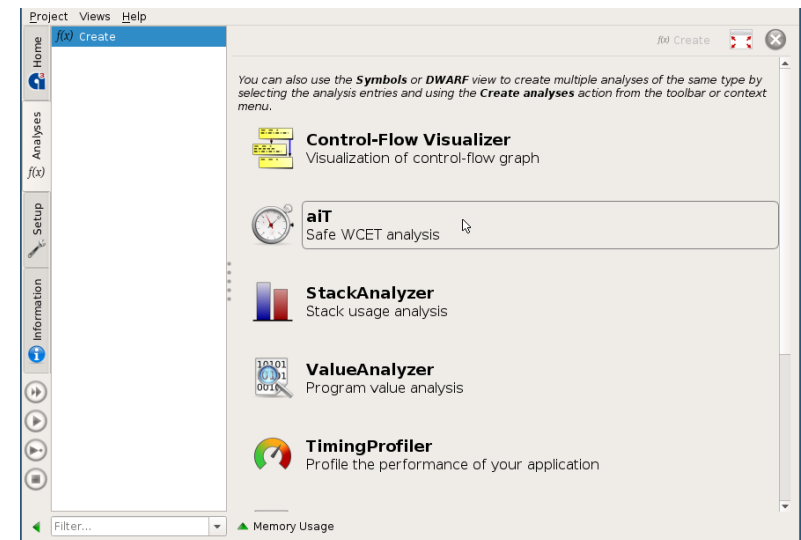 Project Views Help
Home
Analyses
f(x)
Setup
Information
f(x) Create
f(x) Create
You can also use the Symbols or DWARF view to create multiple analyses of the same type by
selecting the analysis entries and using the Create analyses action from the toolbar or context
menu.
Control-Flow Visualizer
Visualization of control-flow graph
aiT
Safe WCET analysis
StackAnalyzer
Stack usage analysis
ValueAnalyzer
Program value analysis
TimingProfiler
Profile the performance of your application
Filter...
Memory Usage